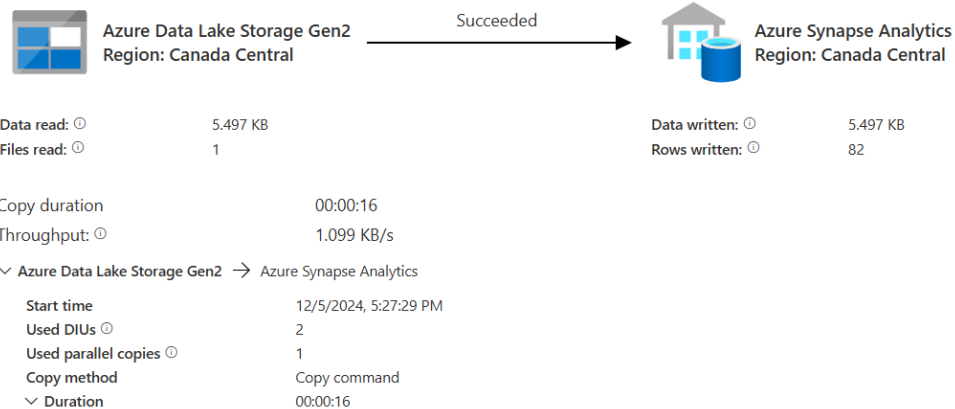 Azure Data Lake Storage Gen2
Region: Canada Central
Succeeded
Azure Synapse Analytics
Region: Canada Central
Data read: 5.497 KB
Files read: 1
Data written: 5.497 KB
Rows written: 82
Copy duration 00:00:16
Throughput: 1.099 KB/s
Azure Data Lake Storage Gen2 → Azure Synapse Analytics
Start time 12/5/2024, 5:27:29 PM
Used DIUs 2
Used parallel copies 1
Copy method Copy command
Duration 00:00:16